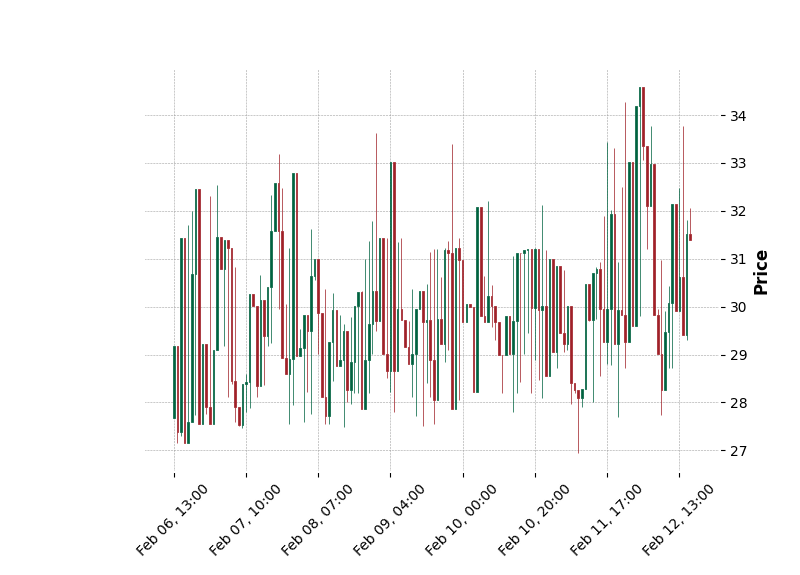 34
33
32
31
30
29
28
27
Price
Feb 06, 13:00
Feb 07, 10:00
Feb 08, 07:00
Feb 09, 04:00
Feb 10, 00:00
Feb 10, 20:00
Feb 11, 17:00
Feb 12, 13:00